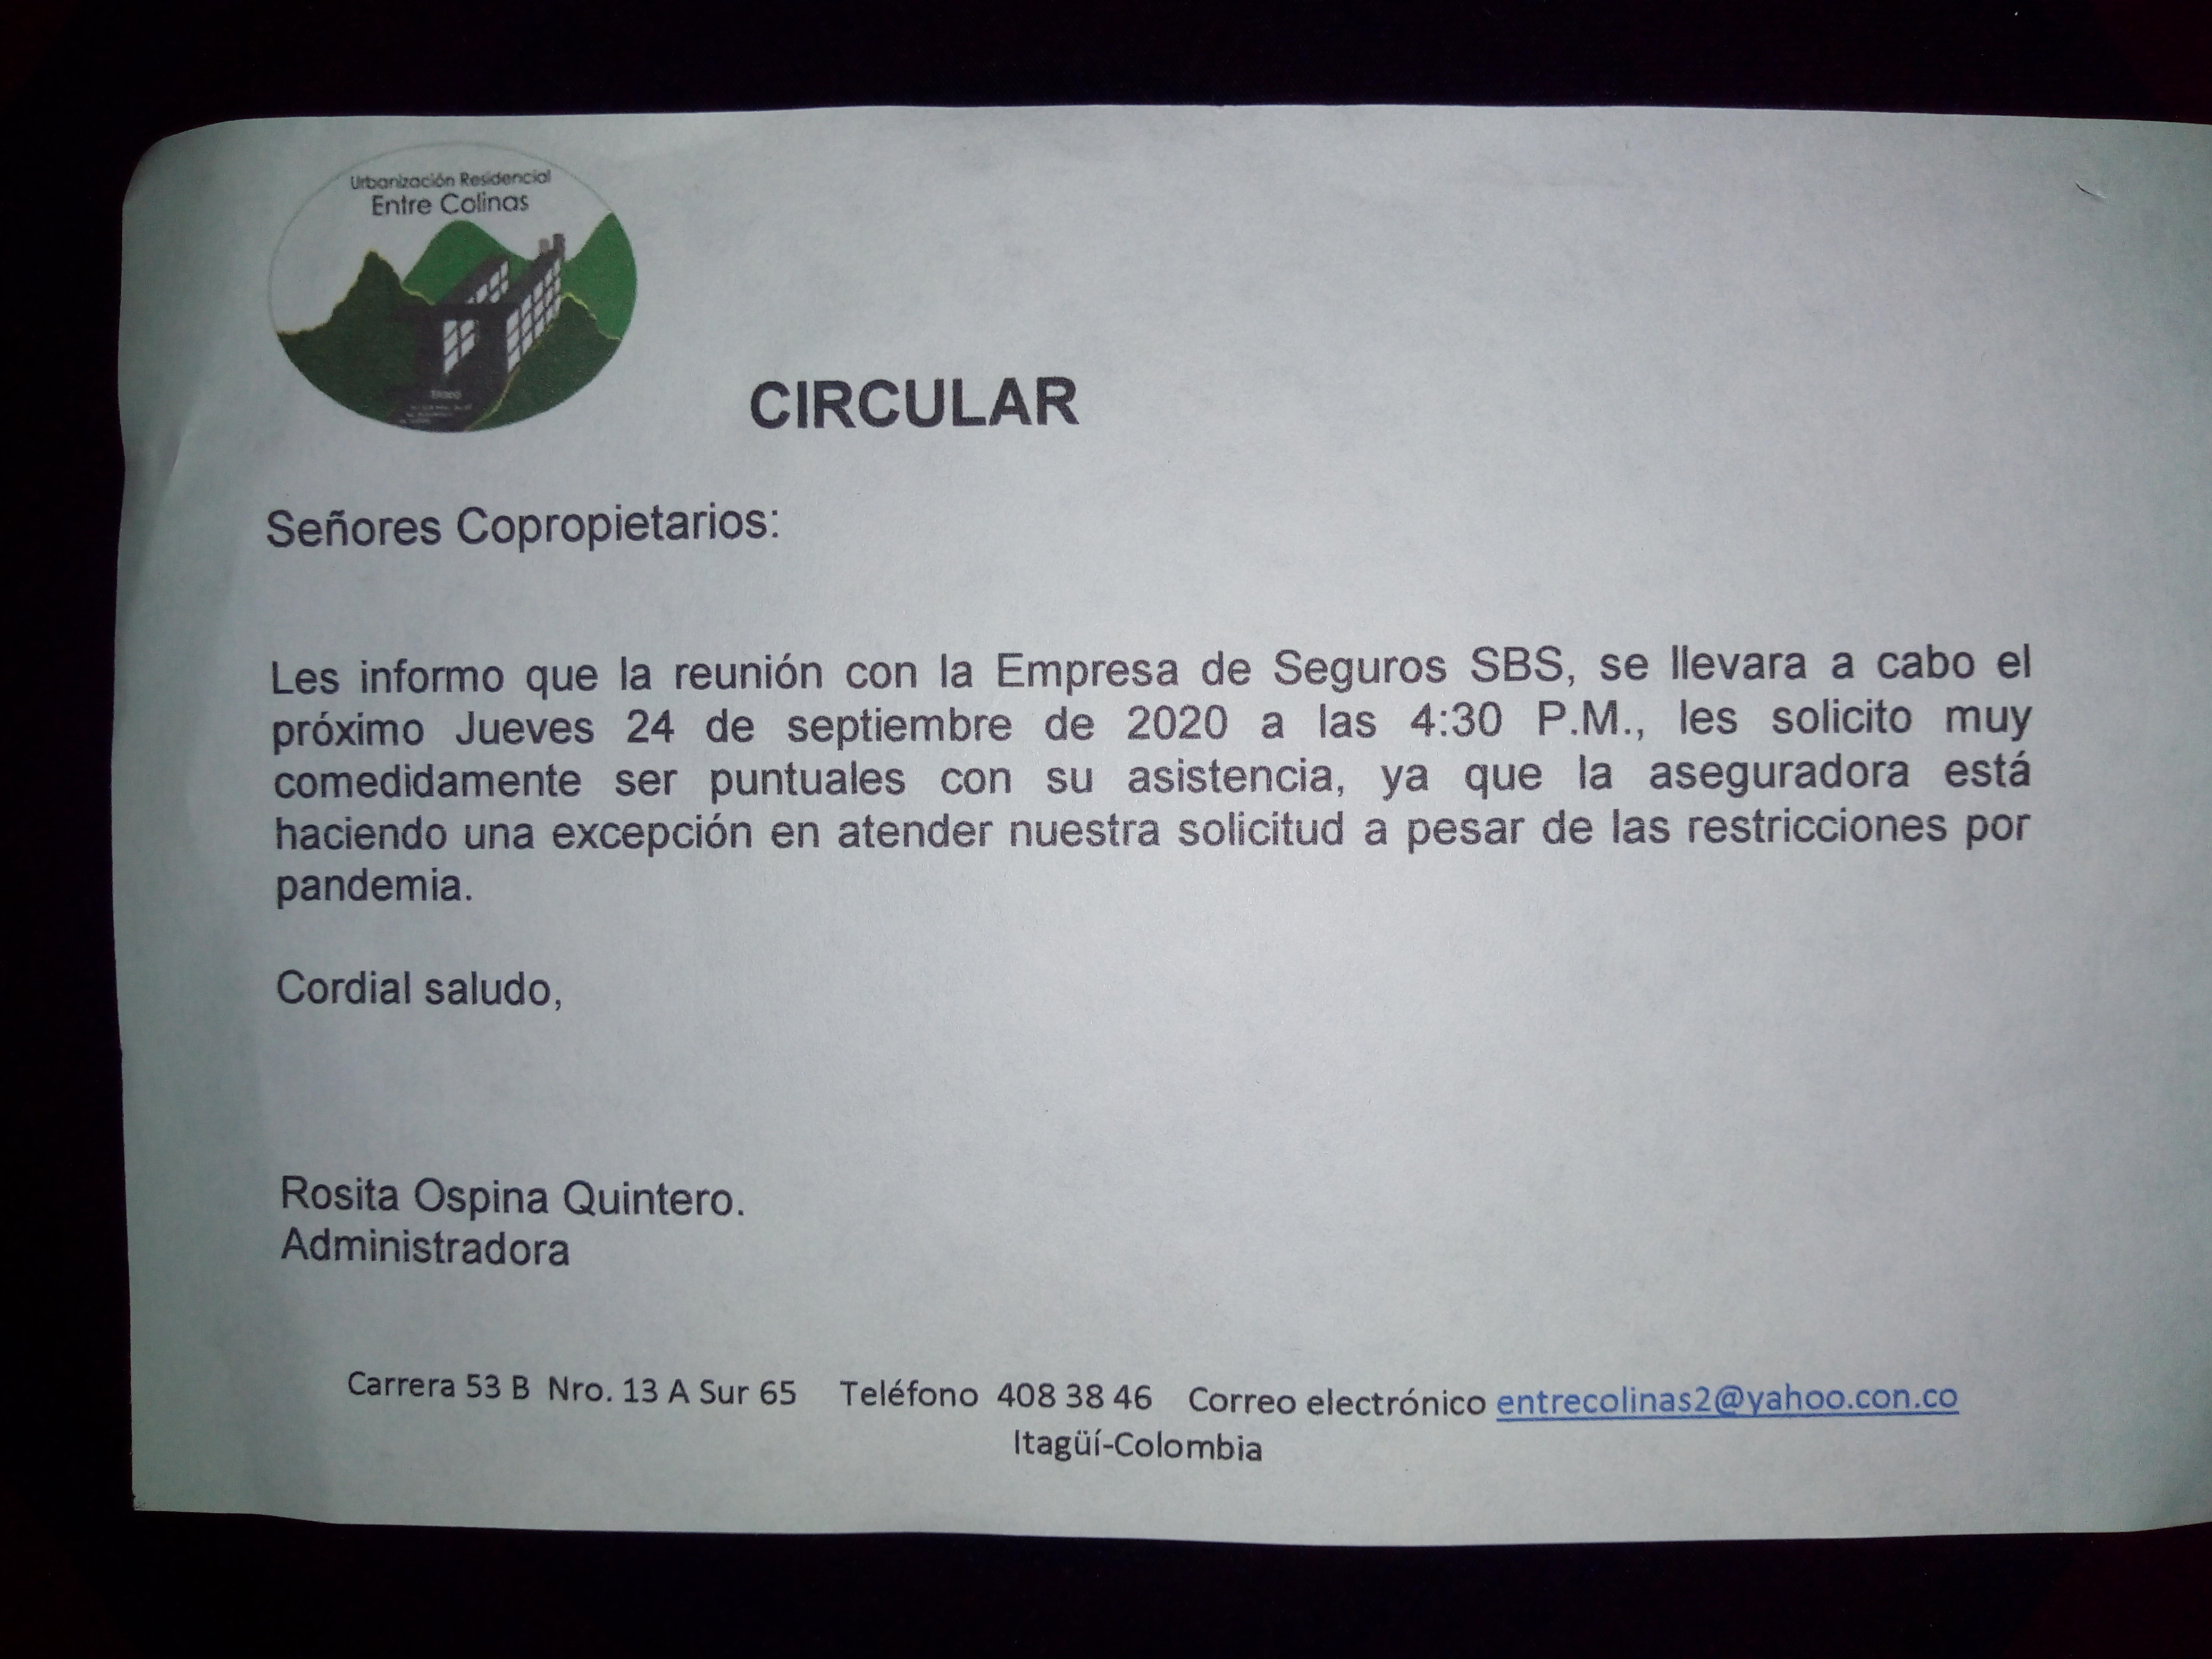 Urbanización Residencial
Entre Colinas
CIRCULAR
Señores Copropietarios:
Les informo que la reunión con la Empresa de Seguros SBS, se llevara a cabo el
próximo Jueves 24 de septiembre de 2020 a las 4:30 P.M., les solicito muy
comedidamente ser puntuales con su asistencia, ya que la aseguradora está
haciendo una excepción en atender nuestra solicitud a pesar de las restricciones por
pandemia.
Cordial saludo,
Rosita Ospina Quintero.
Administradora
Carrera 53 B Nro. 13 A Sur 65 Teléfono 408 38 46 Correo electrónico entrecolinas2@yahoo.con.co
Itagüí-Colombia